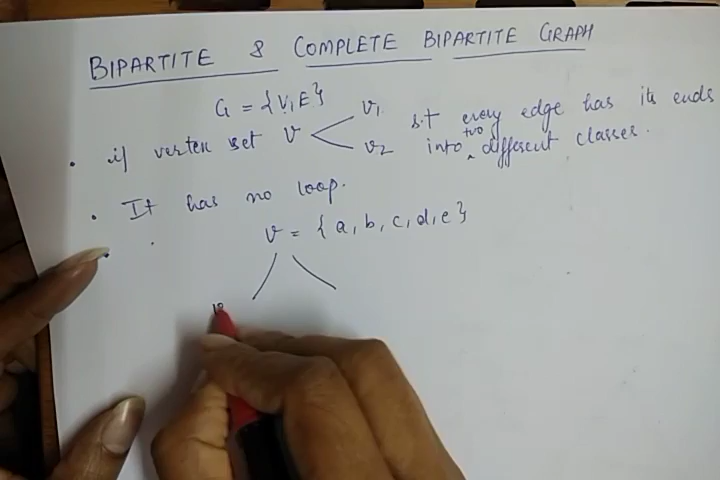 BIPARTITE & COMPLETE BIPARTITE GRAPH
G = {V, E}
• if vertex set V V1 s.t every edge has its ends
V2 into two different classes.
• It has no loop.
V = {a, b, c, d, e}